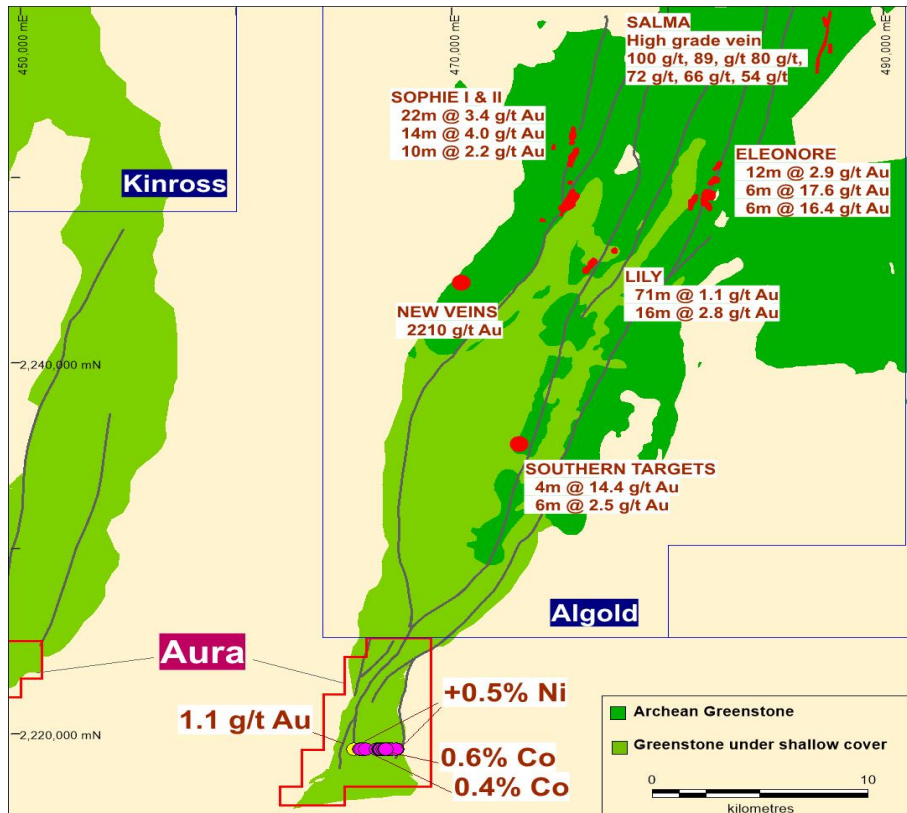 450,000 mE
470,000 mE
490,000 mE
SALMA
High grade vein
100 g/t, 89, g/t 80 g/t,
72 g/t, 66 g/t, 54 g/t
SOPHIE I & II
22m @ 3.4 g/t Au
14m @ 4.0 g/t Au
10m @ 2.2 g/t Au
Kinross
ELEONORE
12m @ 2.9 g/t Au
6m @ 17.6 g/t Au
6m @ 16.4 g/t Au
LILY
71m @ 1.1 g/t Au
16m @ 2.8 g/t Au
NEW VEINS
2210 g/t Au
2,240,000 mN
SOUTHERN TARGETS
4m @ 14.4 g/t Au
6m @ 2.5 g/t Au
Algold
Aura
+0.5% Ni
1.1 g/t Au
2,220,000 mN
0.6% Co
0.4% Co
Archean Greenstone
Greenstone under shallow cover
0 10
kilometres